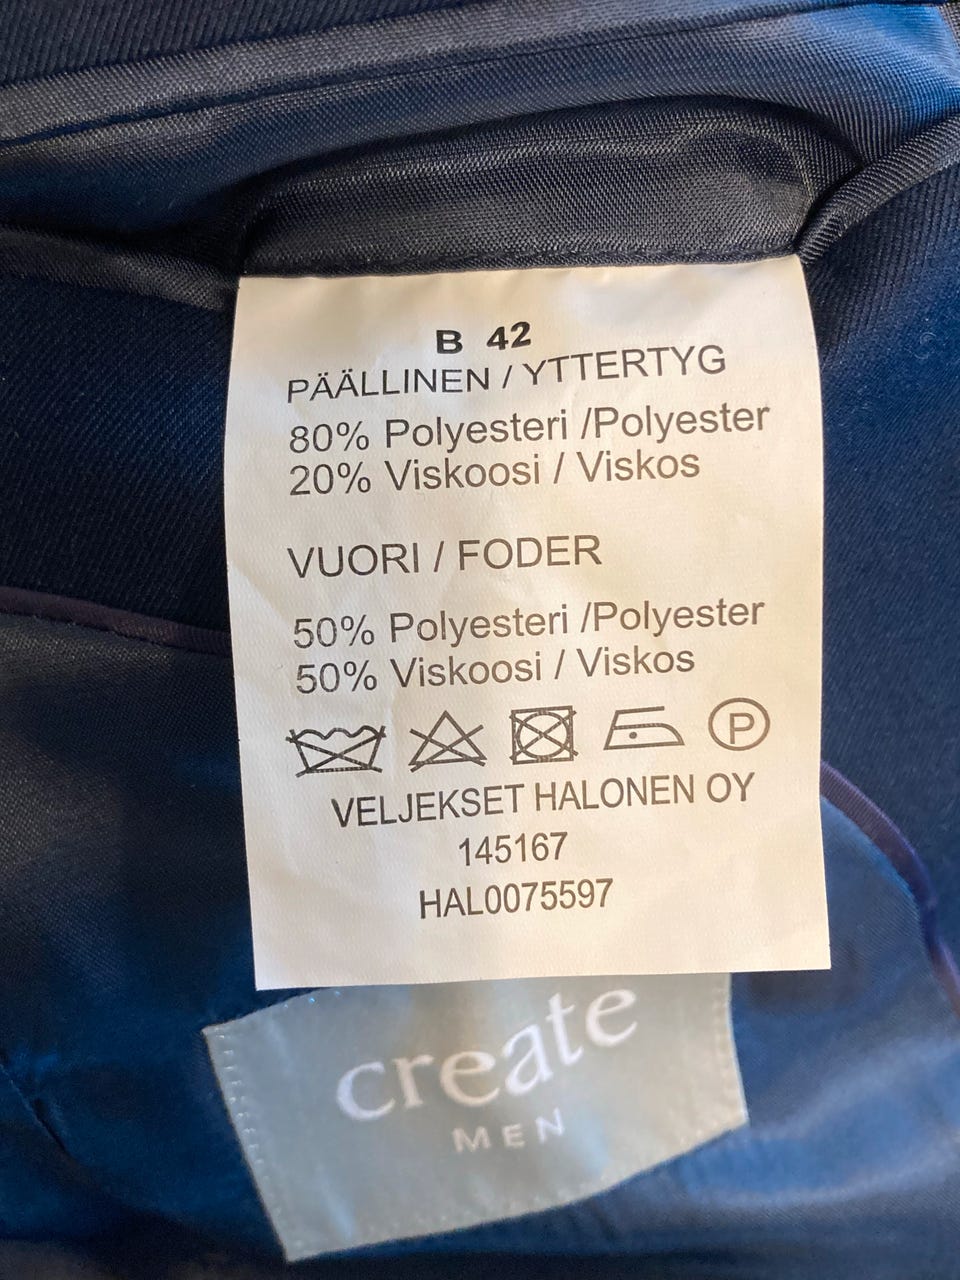 B 42
PÄÄLLINEN / YTTERTYG
80% Polyesteri /Polyester
20% Viskoosi / Viskos
VUORI / FODER
50% Polyesteri /Polyester
50% Viskoosi / Viskos
P
VELJEKSET HALONEN OY
145167
HAL0075597
create
MEN